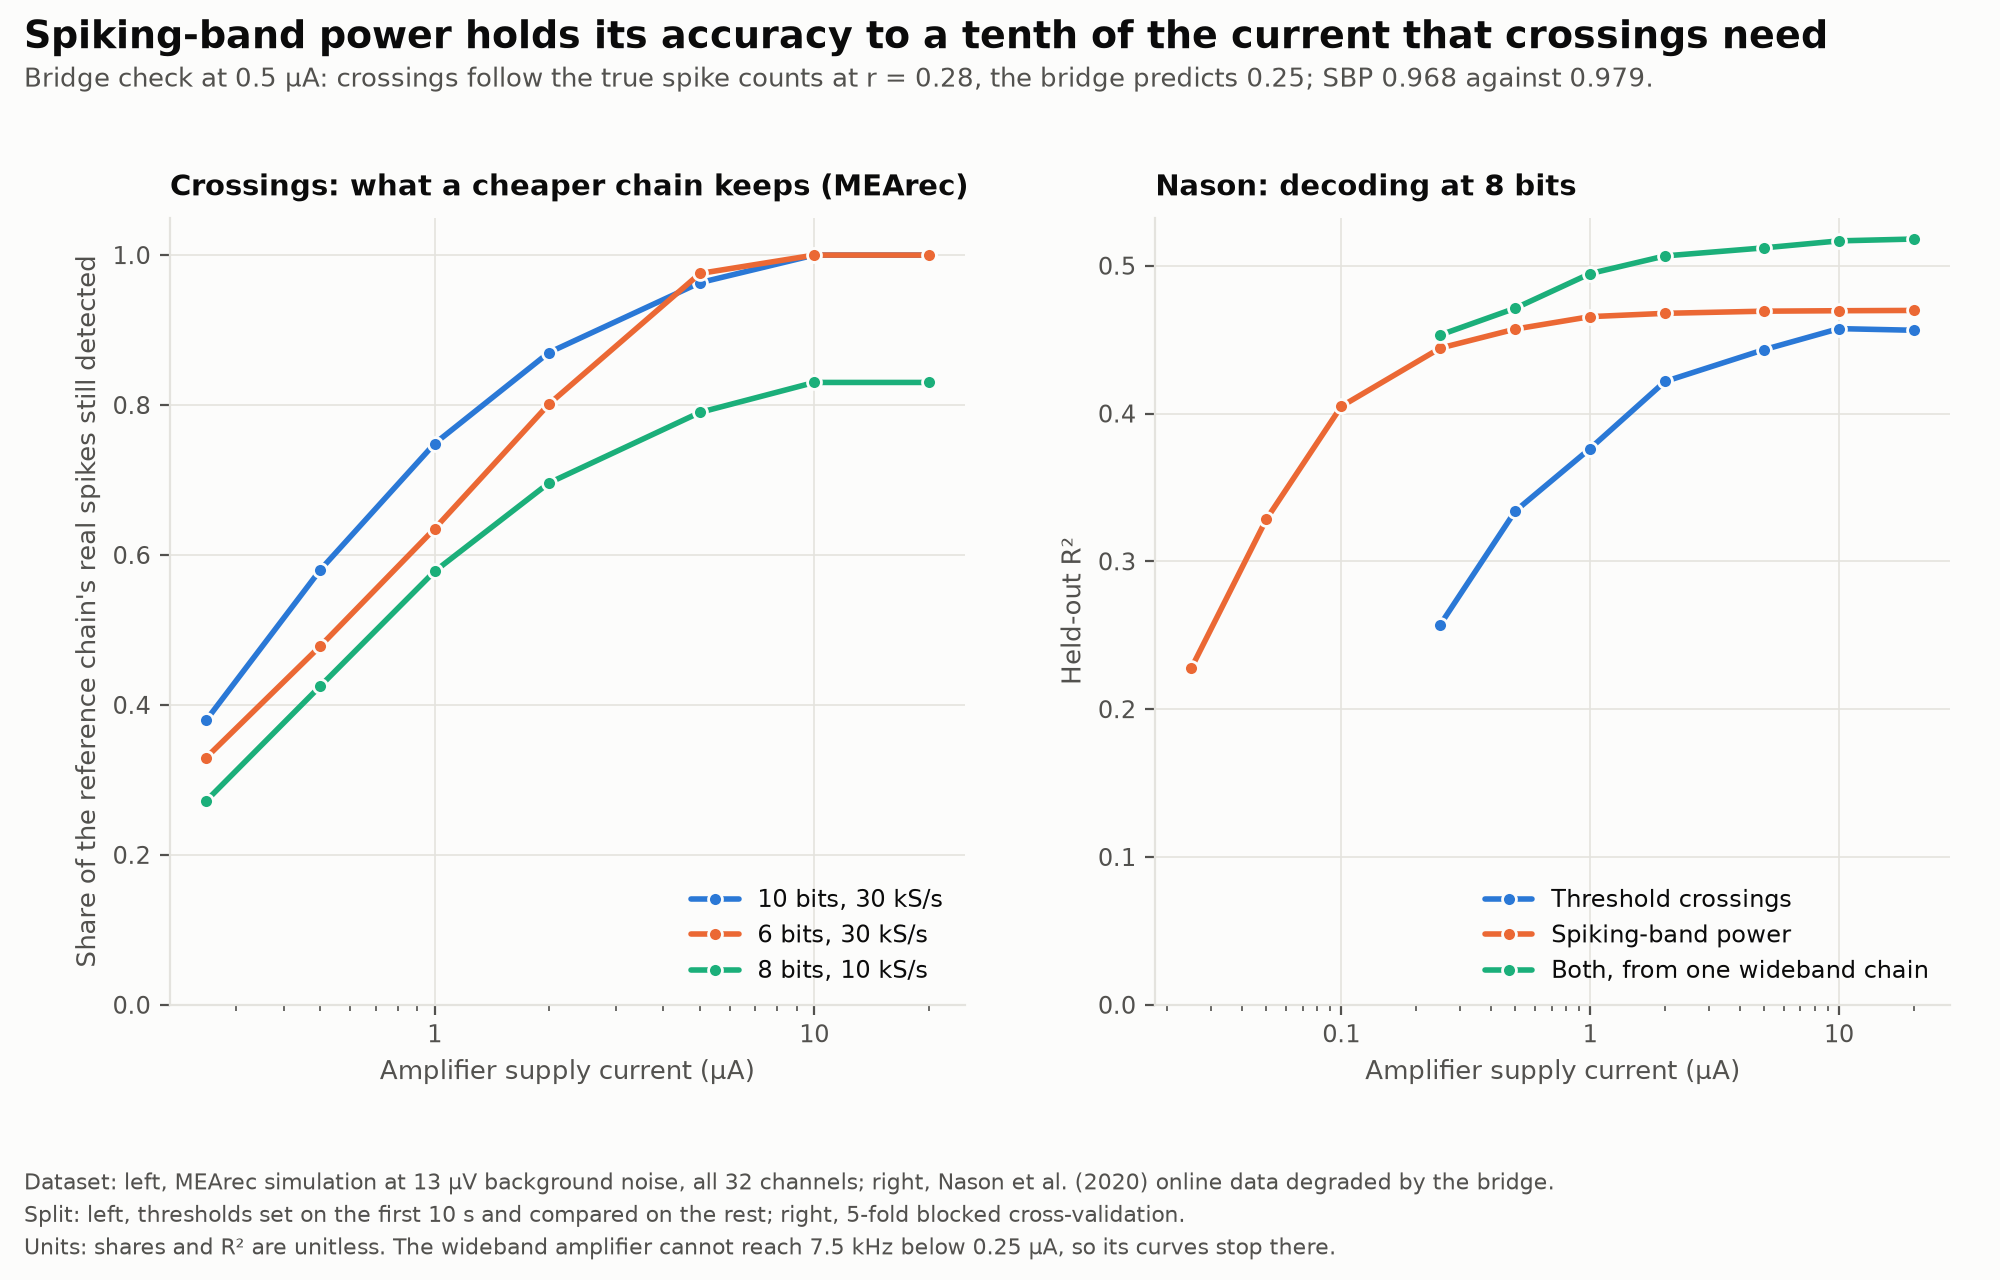 Spiking-band power holds its accuracy to a tenth of the current that crossings need
Bridge check at 0.5 µA: crossings follow the true spike counts at r = 0.28, the bridge predicts 0.25; SBP 0.968 against 0.979.
Crossings: what a cheaper chain keeps (MEArec)
Share of the reference chain's real spikes still detected
1.0
0.8
0.6
0.4
0.2
0.0
10 bits, 30 kS/s
6 bits, 30 kS/s
8 bits, 10 kS/s
1
10
Amplifier supply current (µA)
Nason: decoding at 8 bits
Held-out R²
0.5
0.4
0.3
0.2
0.1
0.0
Threshold crossings
Spiking-band power
Both, from one wideband chain
0.1
1
10
Amplifier supply current (µA)
Dataset: left, MEArec simulation at 13 µV background noise, all 32 channels; right, Nason et al. (2020) online data degraded by the bridge.
Split: left, thresholds set on the first 10 s and compared on the rest; right, 5-fold blocked cross-validation.
Units: shares and R² are unitless. The wideband amplifier cannot reach 7.5 kHz below 0.25 µA, so its curves stop there.